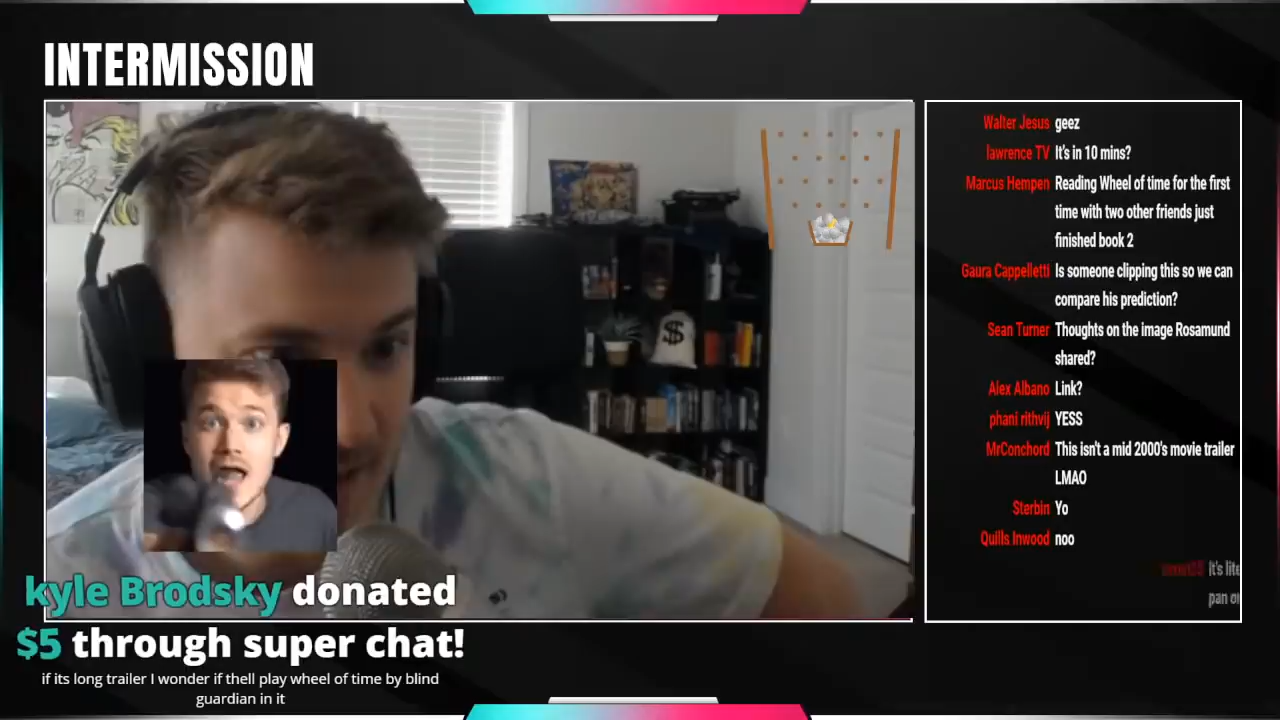 INTERMISSION
Walter Jesus geez
lawrence TV It's in 10 mins?
Marcus Hempen Reading Wheel of time for the first
time with two other friends just
finished book 2
Gaura Cappelletti Is someone clipping this so we can
compare his prediction?
Sean Turner Thoughts on the image Rosamund
shared?
Alex Albano Link?
phani rithvij YESS
MrConchord This isn't a mid 2000's movie trailer
LMAO
Sterbin Yo
Quills Inwood noo
it's
pan
$
kyle Brodsky donated
$5 through super chat!
if its long trailer I wonder if thell play wheel of time by blind
guardian in it